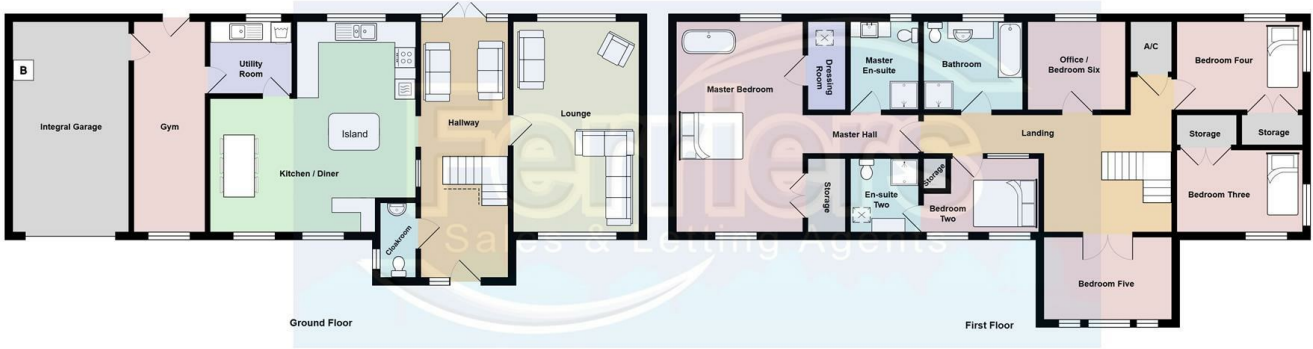 B
Integral Garage
Gym
Utility
Room
Kitchen / Diner
Island
Hallway
Lounge
Cloakroom
Ground Floor
Master Bedroom
Dressing
Room
Master
En-suite
Bathroom
Office /
Bedroom Six
A/C
Bedroom Four
Master Hall
Landing
Storage
Storage
Storage
En-suite
Two
Storage
Bedroom
Two
Bedroom Three
Bedroom Five
First Floor
Ferriers
Sales & Letting Agents